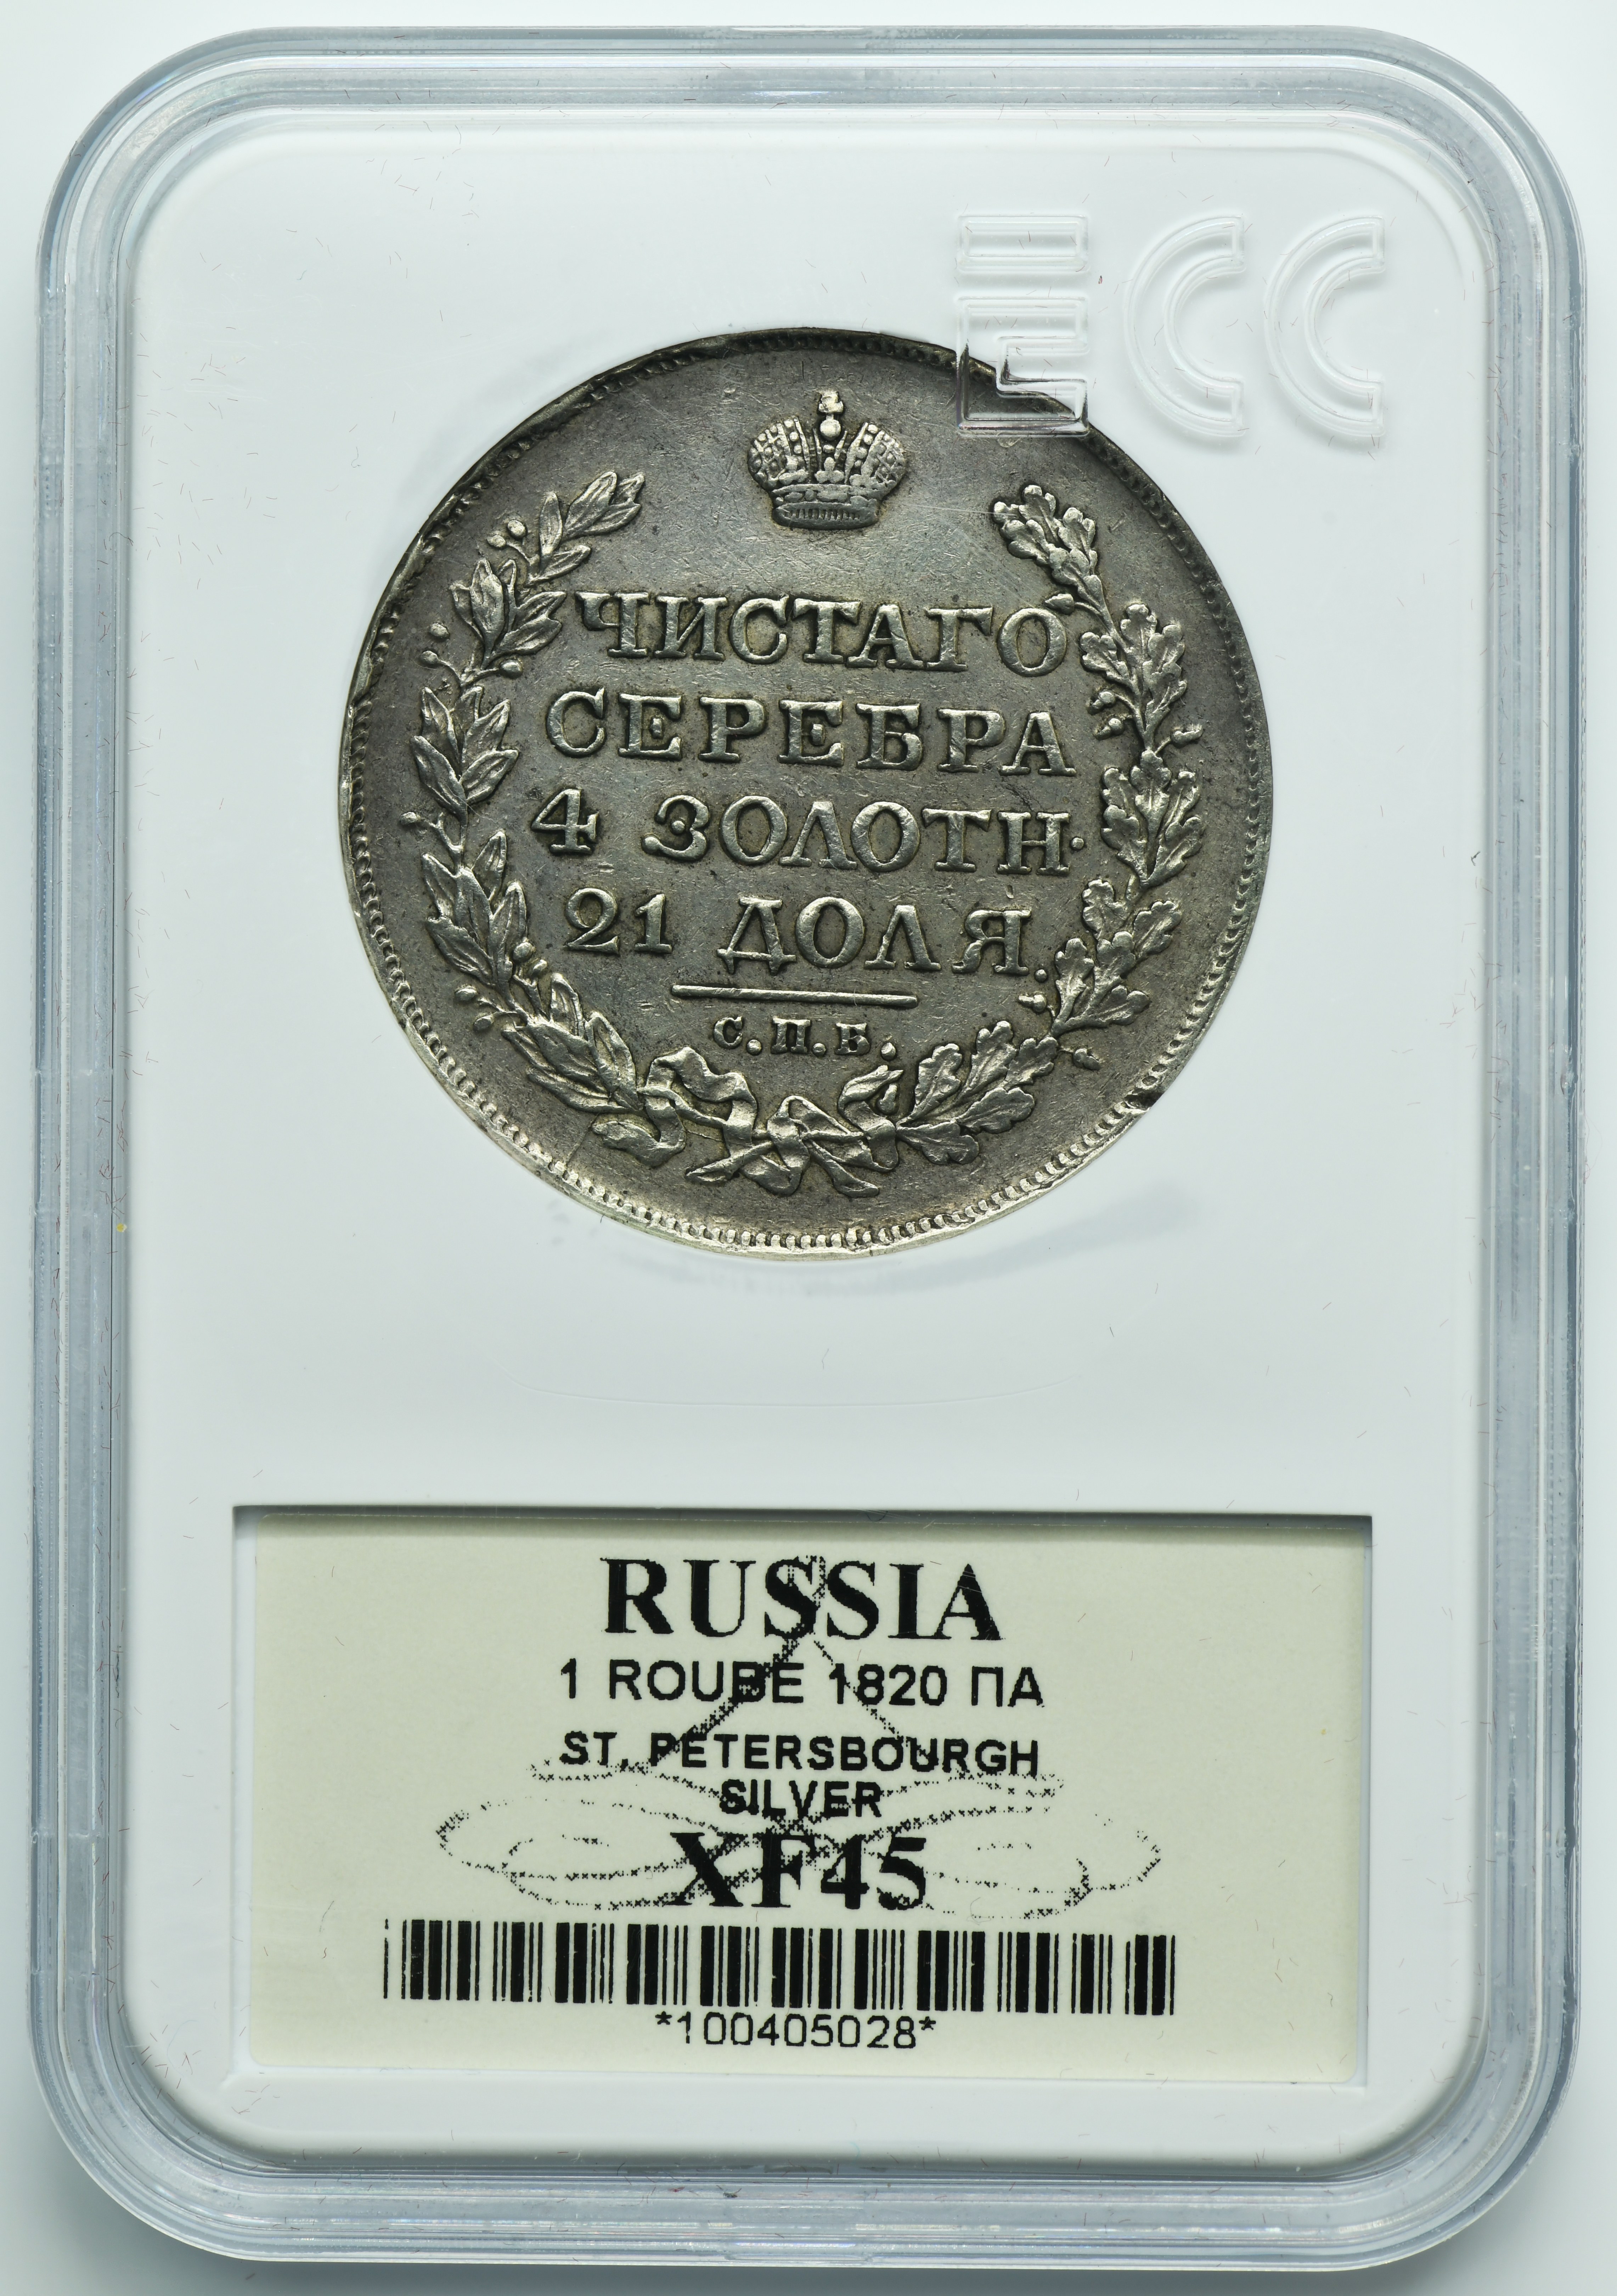 ECC
ЧИСТАГО
СЕРЕБРА
4 ЗОЛОТН.
21 ДОЛЯ.
С.П.Б.
RUSSIA
1 ROUBE 1820 ПА
ST, PETERSBOURGH
SILVER
XF45
*100405028*